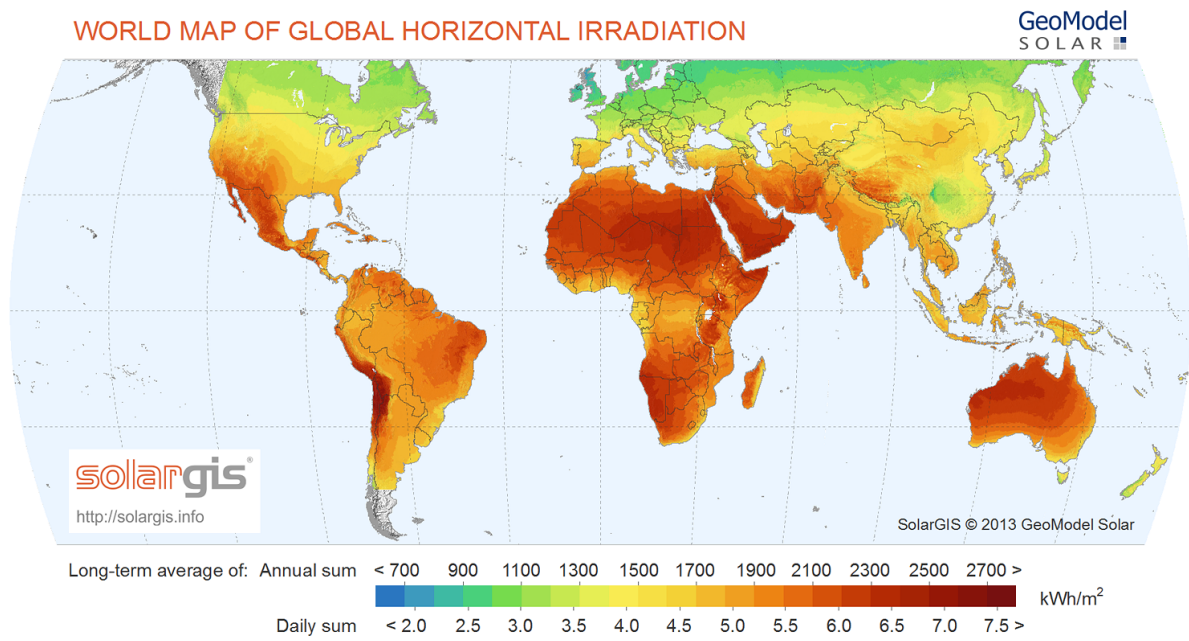 WORLD MAP OF GLOBAL HORIZONTAL IRRADIATION
GeoModel
SOLAR
solargis®
http://solargis.info
SolarGIS © 2013 GeoModel Solar
Long-term average of: Annual sum < 700 900 1100 1300 1500 1700 1900 2100 2300 2500 2700 >
kWh/m²
Daily sum < 2.0 2.5 3.0 3.5 4.0 4.5 5.0 5.5 6.0 6.5 7.0 7.5 >